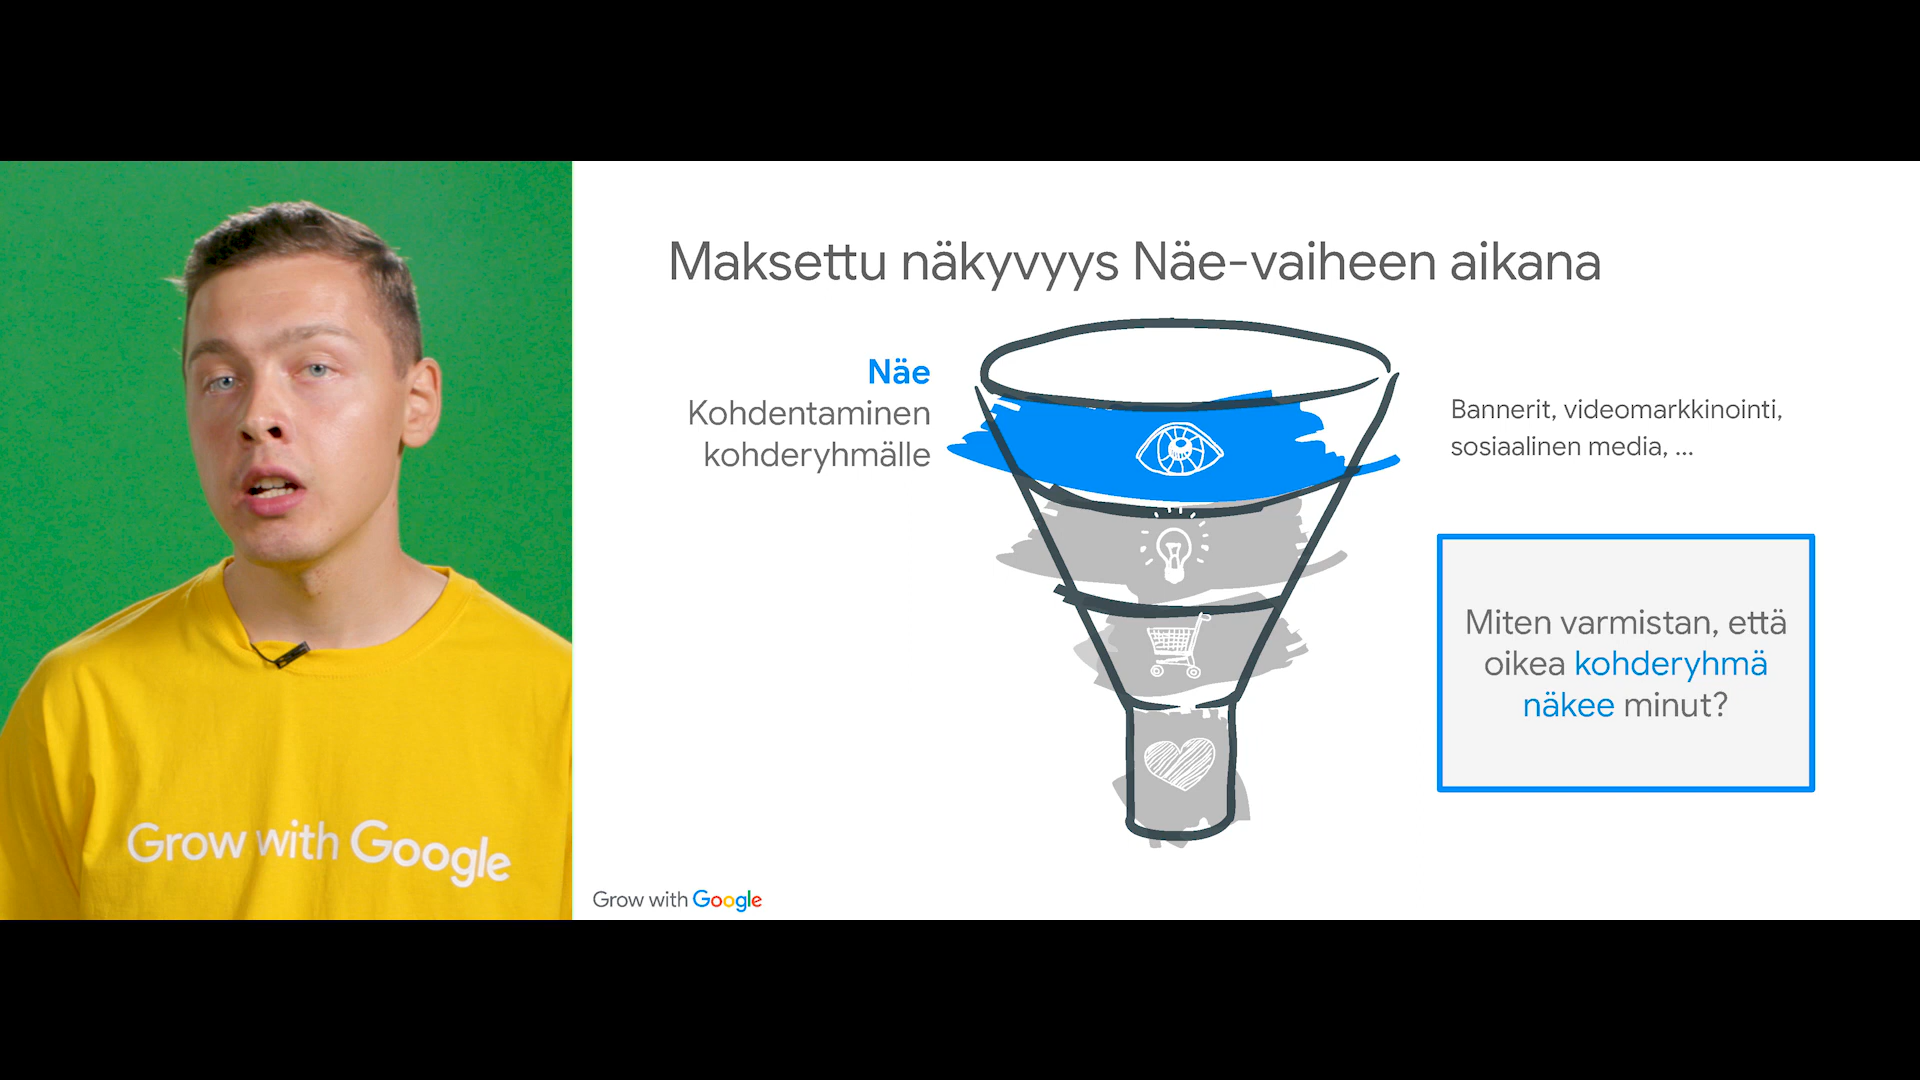 Maksettu näkyvyys Näe-vaiheen aikana
Näe
Kohdentaminen
kohderyhmälle
Bannerit, videomarkkinointi,
sosiaalinen media, ...
Miten varmistan, että
oikea kohderyhmä
näkee minut?
Grow with Google
Grow with Google